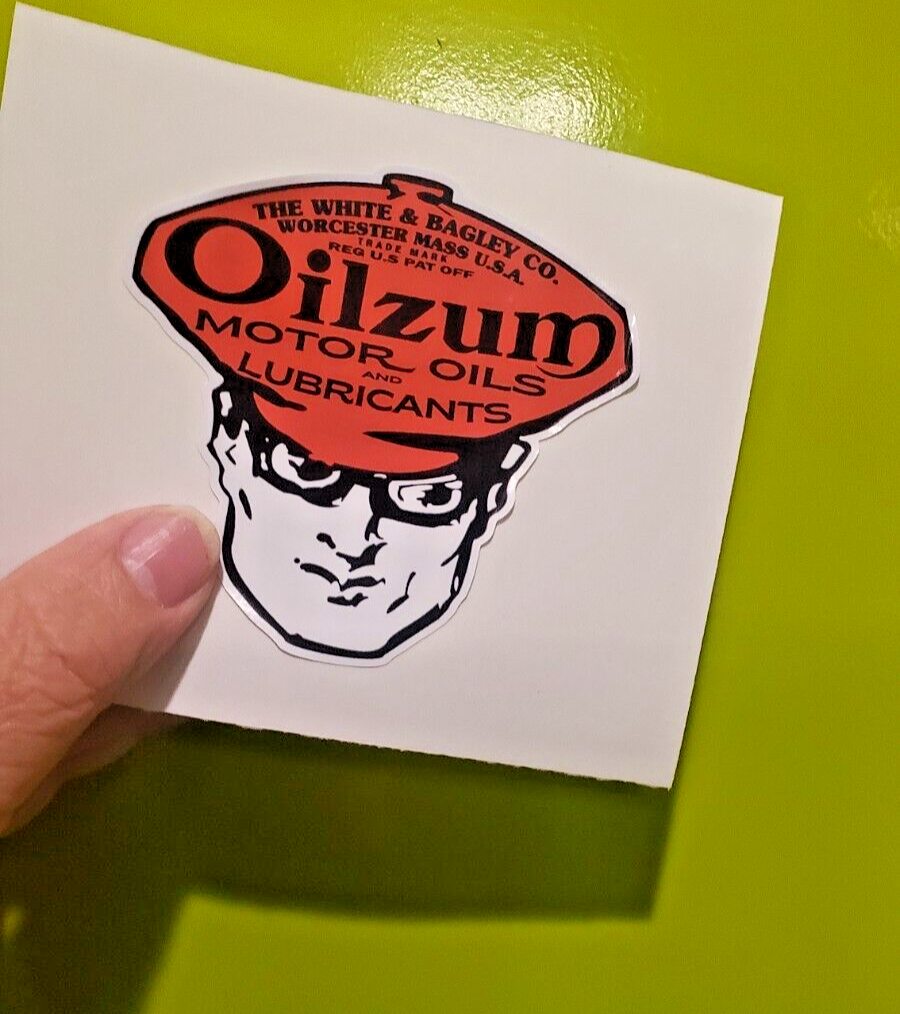 THE WHITE & BAGLEY CO.
WORCESTER MASS U.S.A.
TRADE MARK
REG U.S PAT OFF
Oilzum
MOTOR OILS
AND
LUBRICANTS